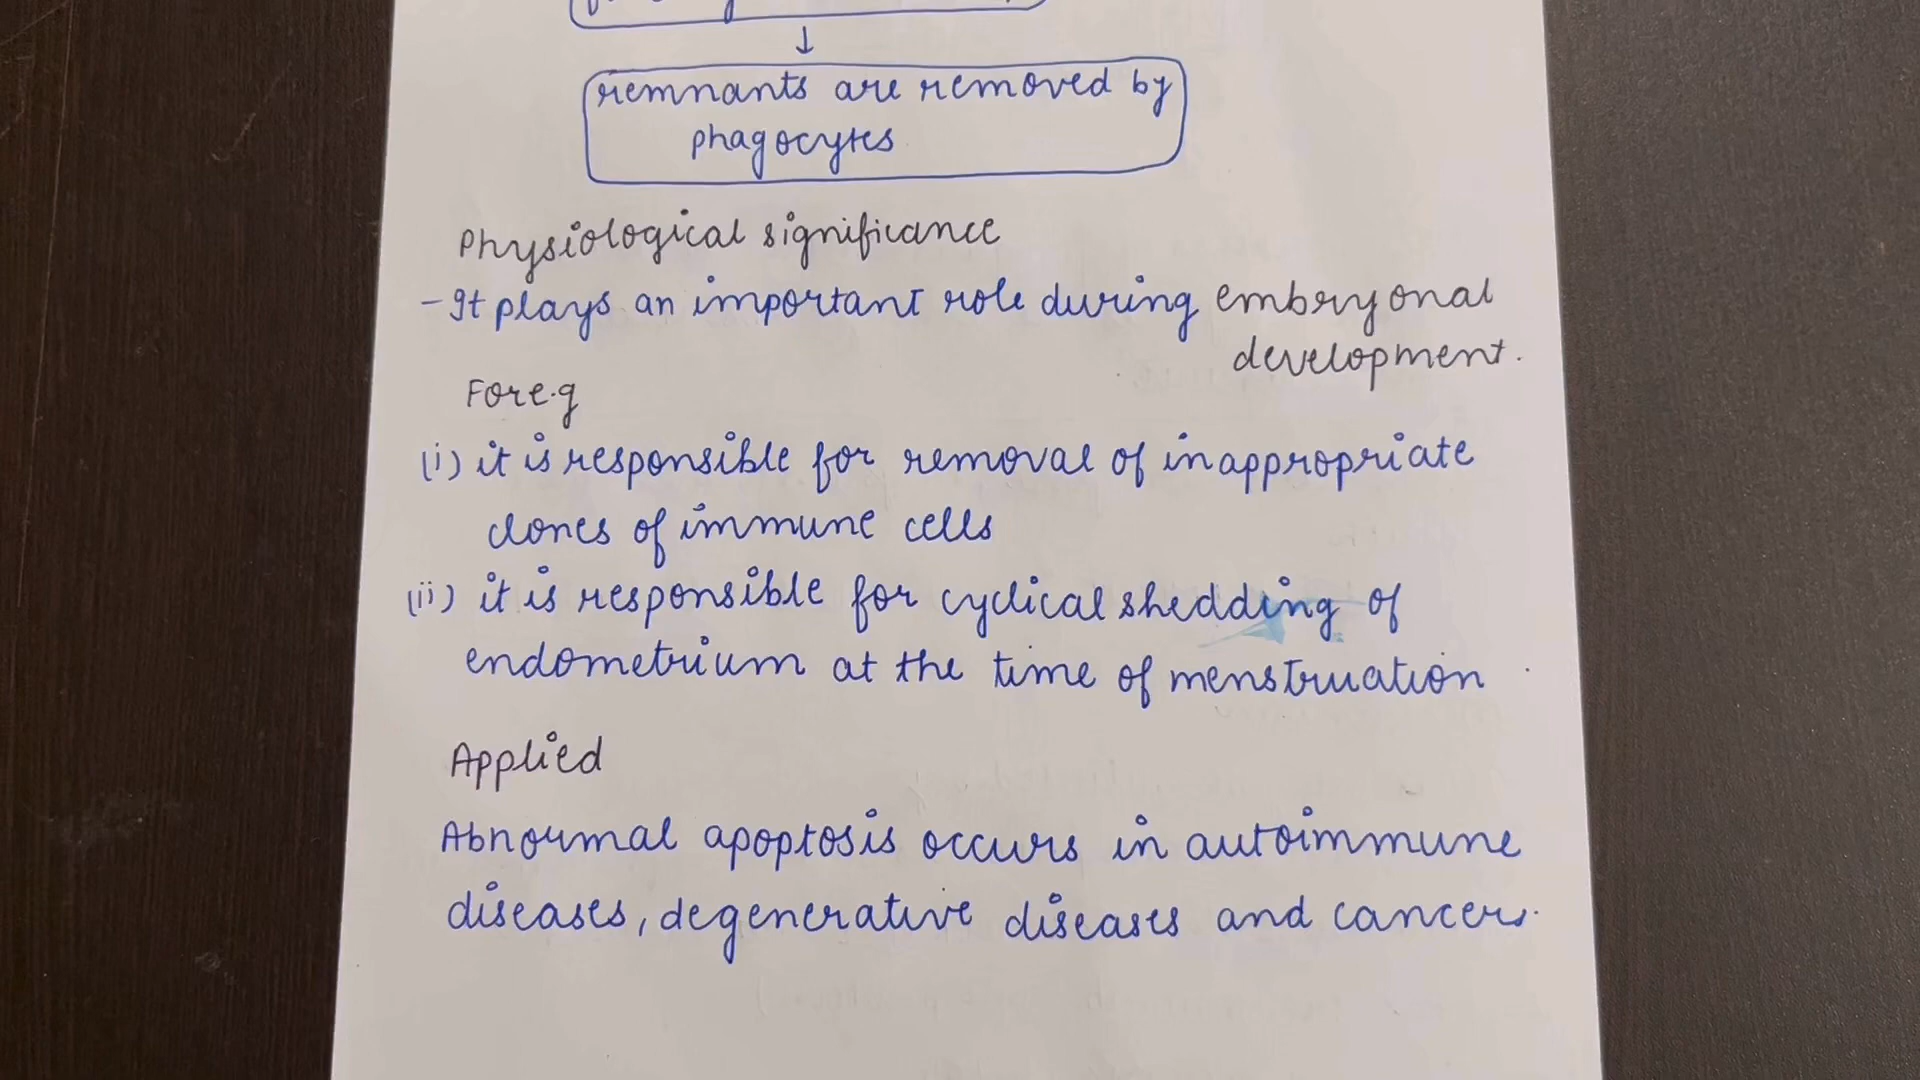 ↓
remnants are removed by
phagocytes
Physiological significance
- It plays an important role during embryonal
development.
For e.g
(i) it is responsible for removal of inappropriate
clones of immune cells
(ii) it is responsible for cyclical shedding of
endometrium at the time of menstruation
Applied
Abnormal apoptosis occurs in autoimmune
diseases, degenerative diseases and cancers.